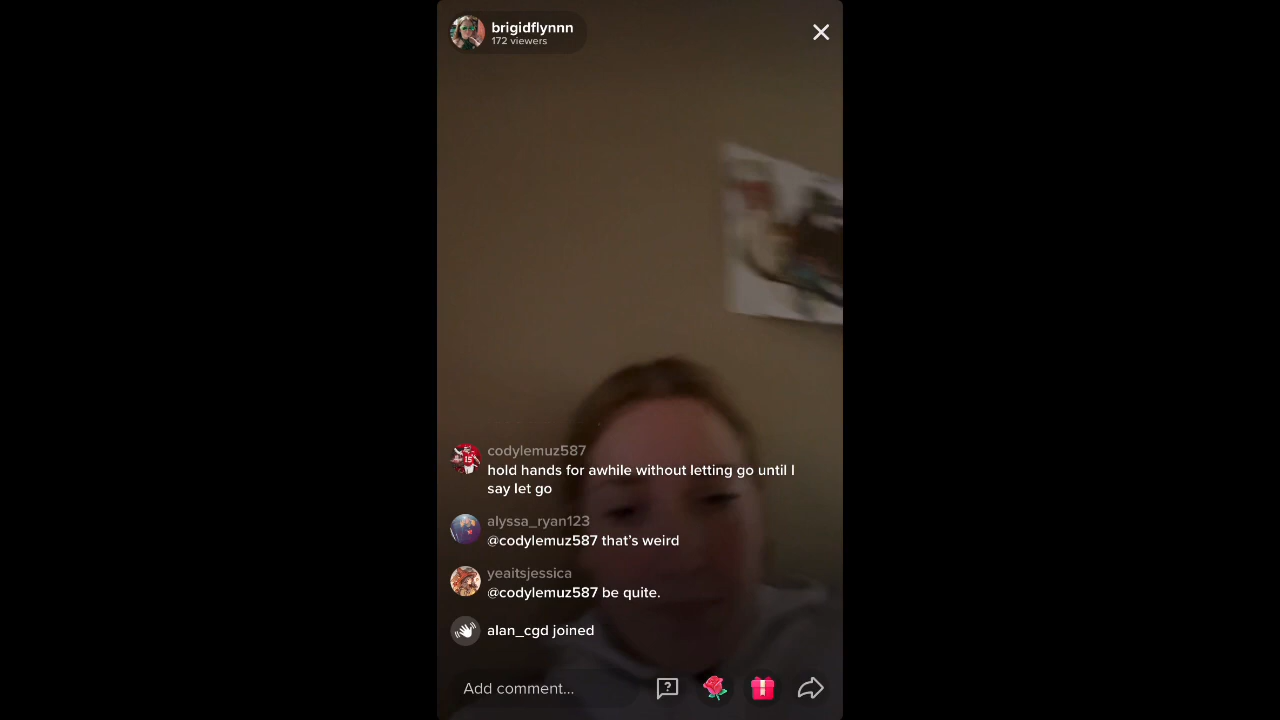 brigidflynnn
172 viewers
codylemuz587
hold hands for awhile without letting go until I
say let go
alyssa_ryan123
@codylemuz587 that's weird
yeaitsjessica
@codylemuz587 be quite.
alan_cgd joined
Add comment...